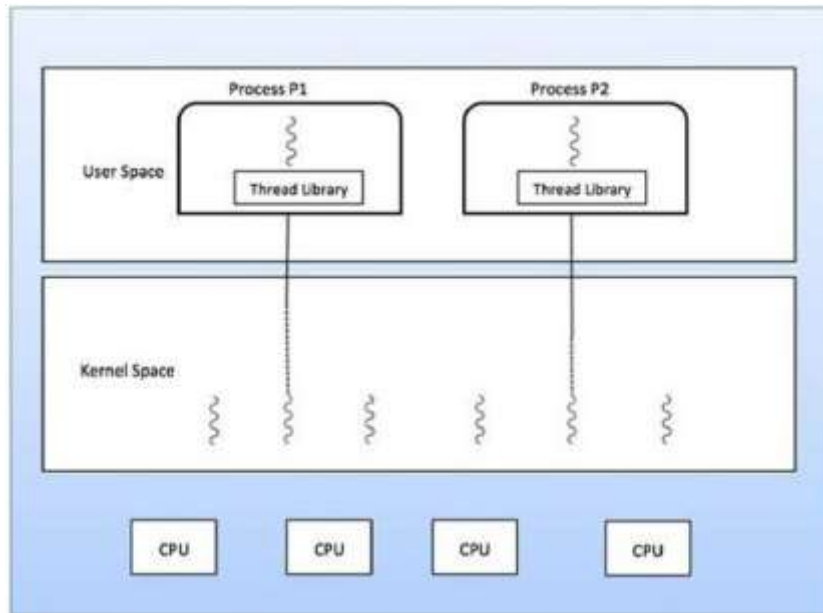 Process P1
Process P2
User Space
Thread Library
Thread Library
Kernel Space
CPU
CPU
CPU
CPU